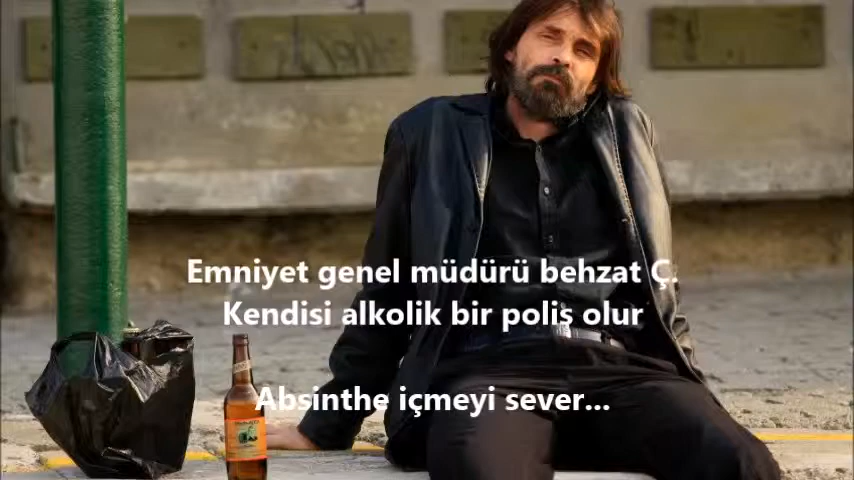 Emniyet genel müdürü behzat Ç.
Kendisi alkolik bir polis olur
Absinthe içmeyi sever...